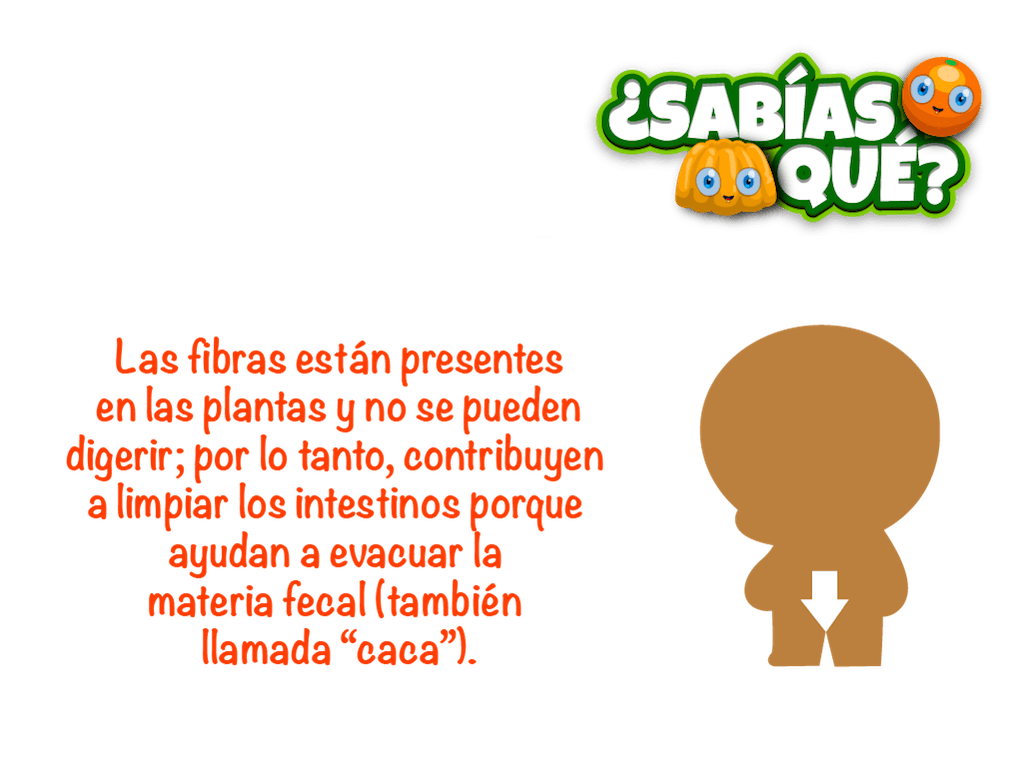 ¿SABÍAS
QUÉ?
Las fibras están presentes
en las plantas y no se pueden
digerir; por lo tanto, contribuyen
a limpiar los intestinos porque
ayudan a evacuar la
materia fecal (también
llamada “caca”).